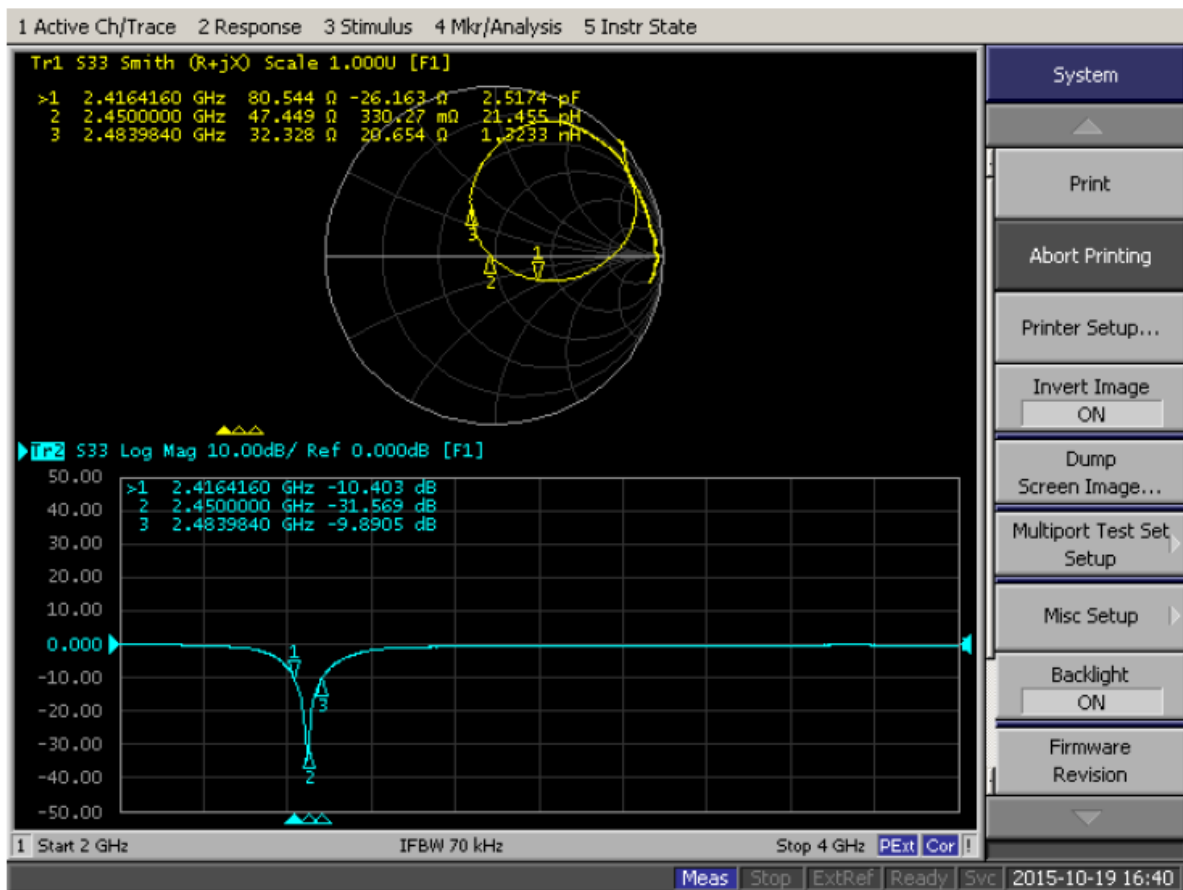 1 Active Ch/Trace 2 Response 3 Stimulus 4 Mkr/Analysis 5 Instr State
Tr1 S33 Smith (R+jX) Scale 1.000U [F1]
>1 2.4164160 GHz 80.544 Ω -26.163 Ω 2.5174 pF
2 2.4500000 GHz 47.449 Ω 330.27 mΩ 21.455 pH
3 2.4839840 GHz 32.328 Ω 20.654 Ω 1.3233 nH
1
3
2
Tr2 S33 Log Mag 10.00dB/ Ref 0.000dB [F1]
50.00
>1 2.4164160 GHz -10.403 dB
2 2.4500000 GHz -31.569 dB
3 2.4839840 GHz -9.8905 dB
40.00
30.00
20.00
10.00
0.000
1
-10.00
3
-20.00
-30.00
2
-40.00
-50.00
1 Start 2 GHz IFBW 70 kHz Stop 4 GHz PExt Cor !
System
Print
Abort Printing
Printer Setup...
Invert Image
ON
Dump
Screen Image...
Multiport Test Set
Setup
Misc Setup
Backlight
ON
Firmware
Revision
Meas Stop ExtRef Ready Svc 2015-10-19 16:40